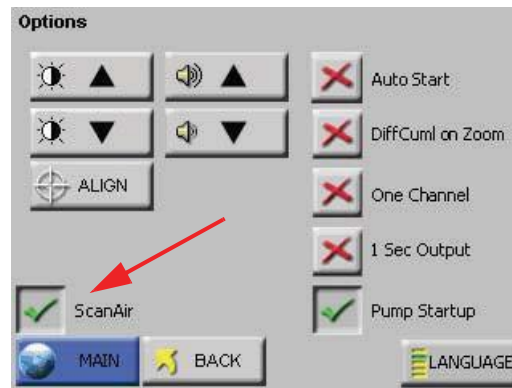 Options
Auto Start
DiffCuml on Zoom
ALIGN
One Channel
1 Sec Output
ScanAir
Pump Startup
MAIN
BACK
LANGUAGE